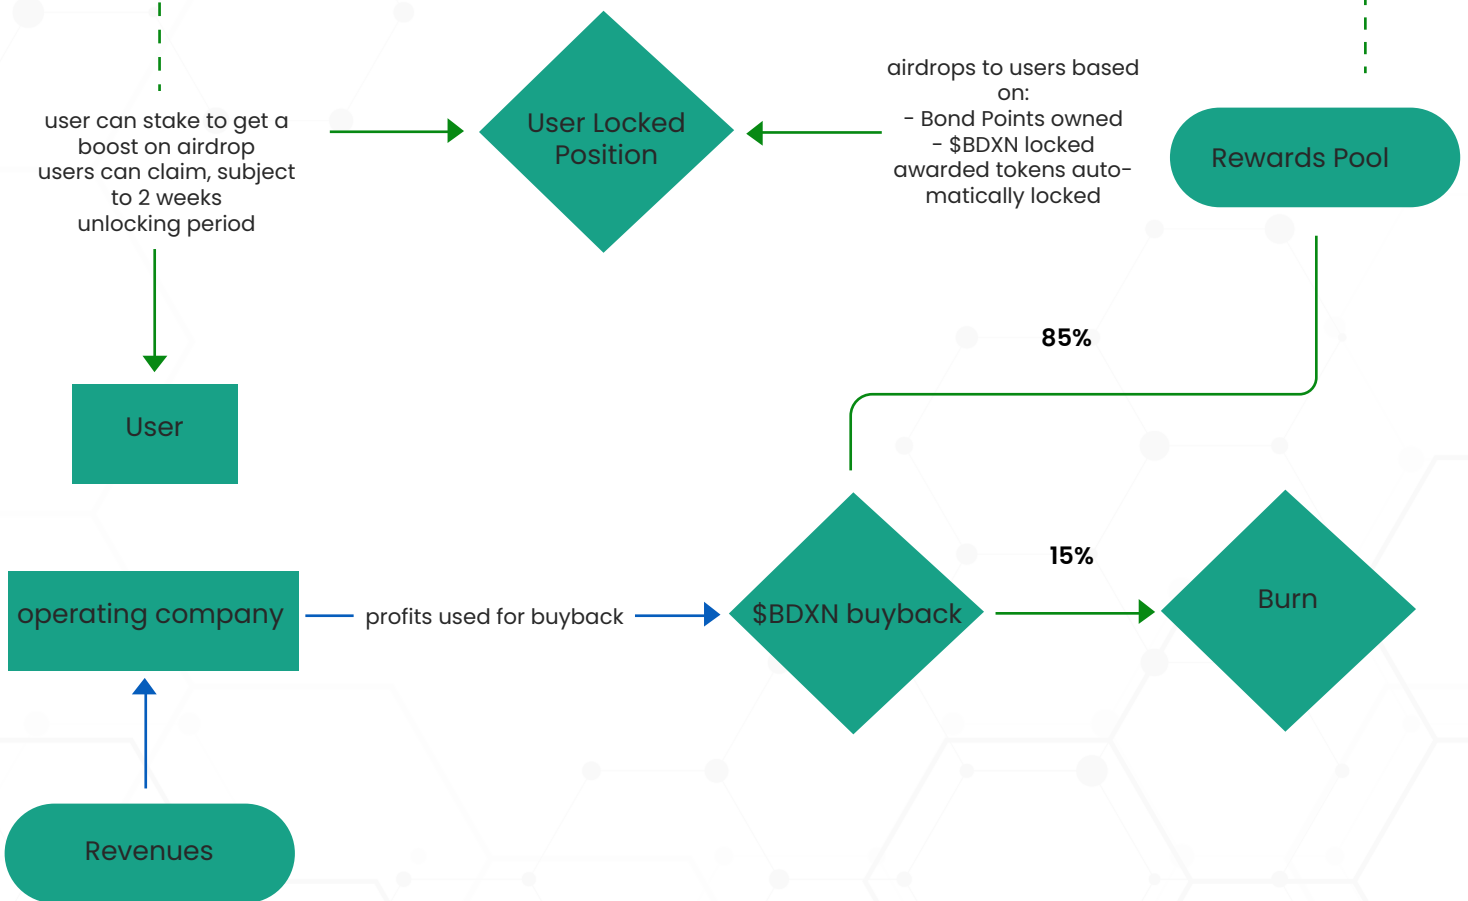 user can stake to get a
boost on airdrop
users can claim, subject
to 2 weeks
unlocking period
User Locked
Position
airdrops to users based
on:
- Bond Points owned
- $BDXN locked
awarded tokens auto-
matically locked
Rewards Pool
85%
User
operating company
profits used for buyback
$BDXN buyback
15%
Burn
Revenues